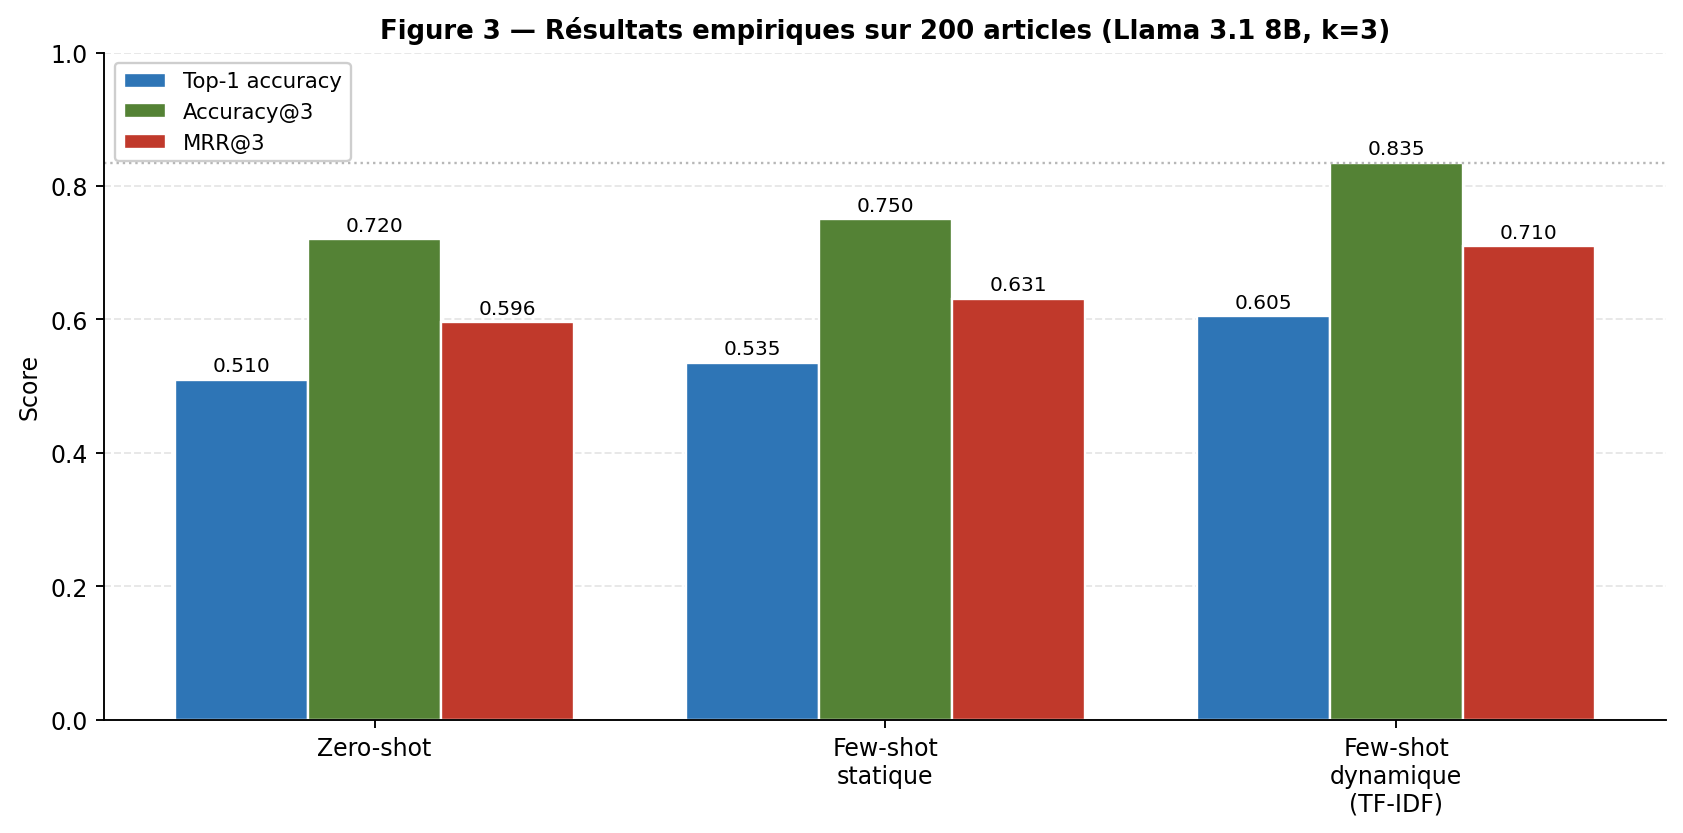 Figure 3 — Résultats empiriques sur 200 articles (Llama 3.1 8B, k=3)
Top-1 accuracy
Accuracy@3
MRR@3
Score
1.0
0.8
0.6
0.4
0.2
0.0
0.510
0.720
0.596
0.535
0.750
0.631
0.605
0.835
0.710
Zero-shot
Few-shot
statique
Few-shot
dynamique
(TF-IDF)